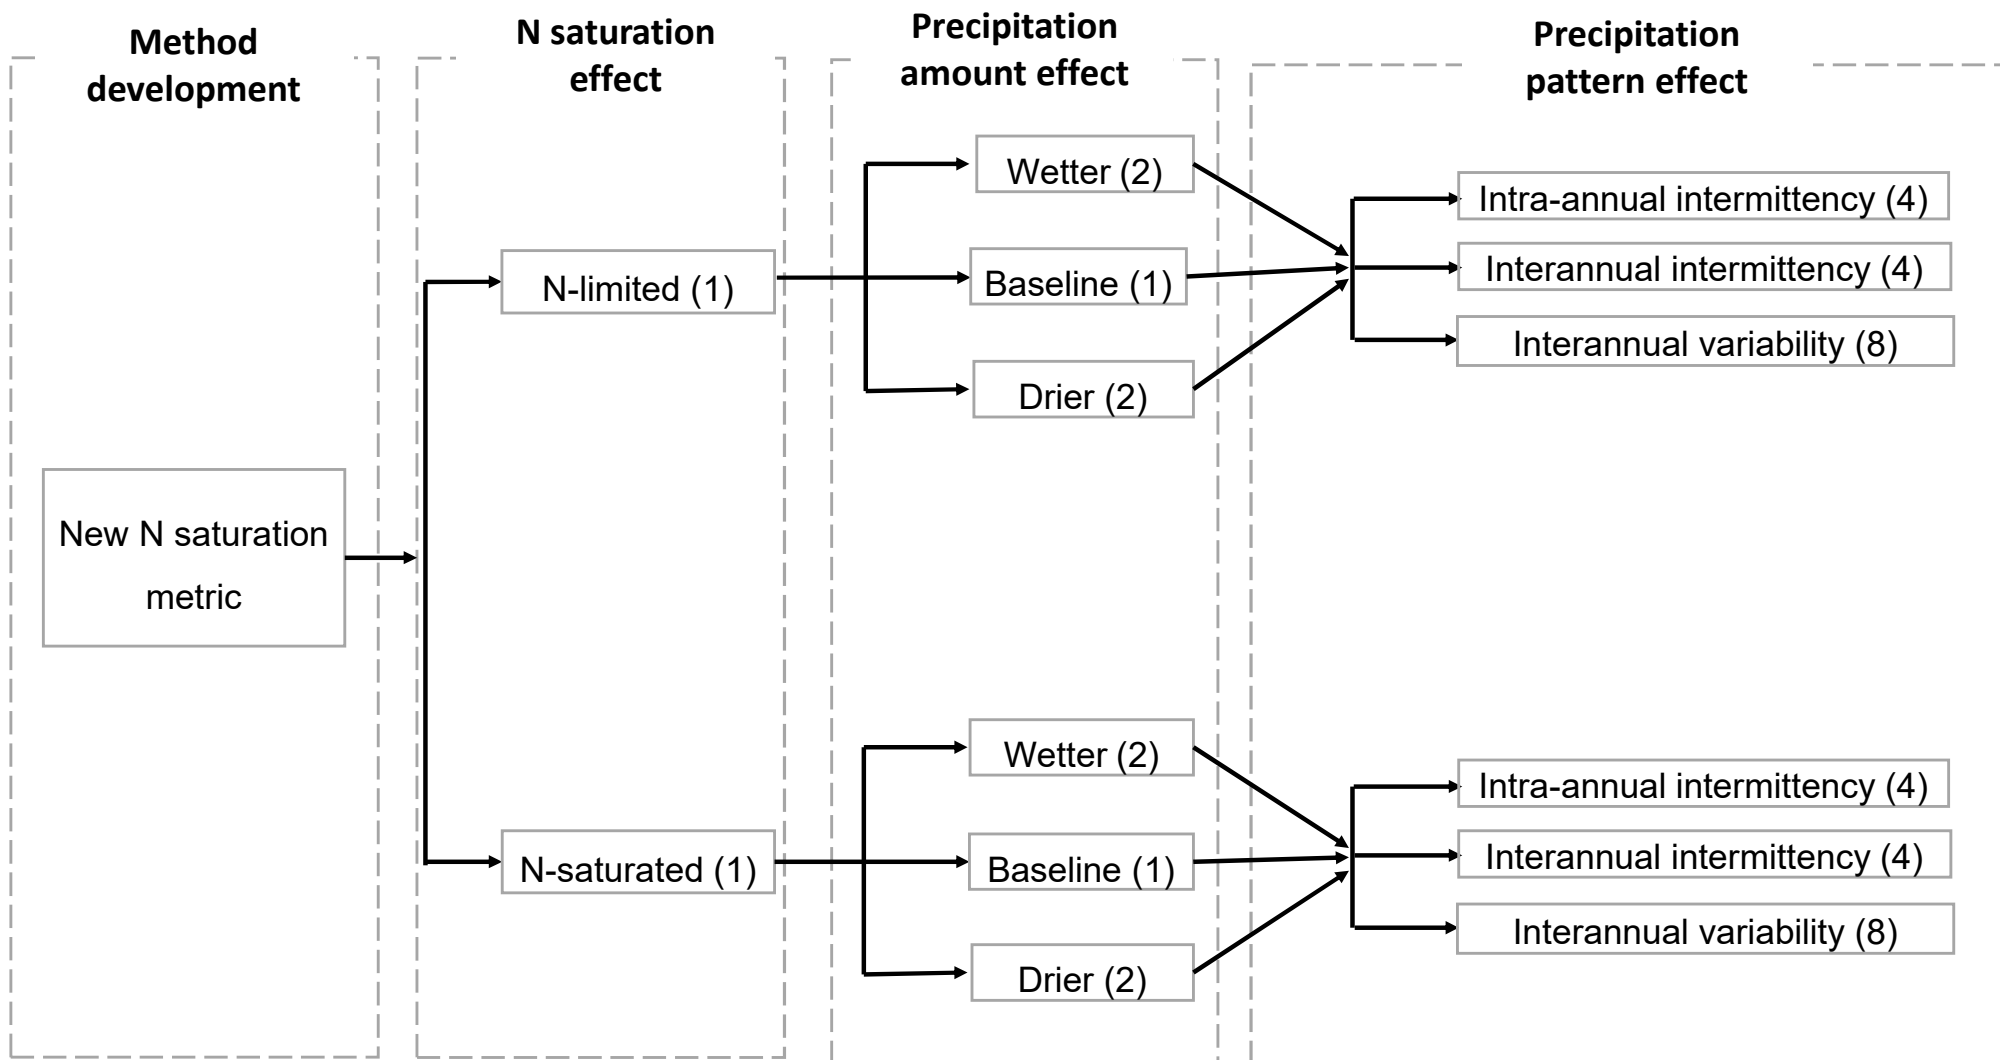 Method
development
N saturation
effect
Precipitation
amount effect
Precipitation
pattern effect
New N saturation
metric
N-limited (1)
Wetter (2)
Baseline (1)
Drier (2)
Intra-annual intermittency (4)
Interannual intermittency (4)
Interannual variability (8)
N-saturated (1)
Wetter (2)
Baseline (1)
Drier (2)
Intra-annual intermittency (4)
Interannual intermittency (4)
Interannual variability (8)